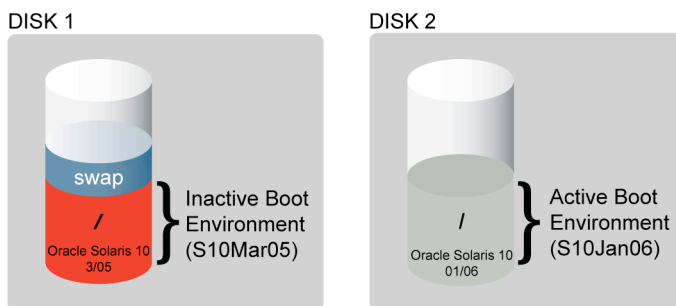 DISK 1
swap
/
Oracle Solaris 10
3/05
Inactive Boot
Environment
(S10Mar05)
DISK 2
/
Oracle Solaris 10
01/06
Active Boot
Environment
(S10Jan06)